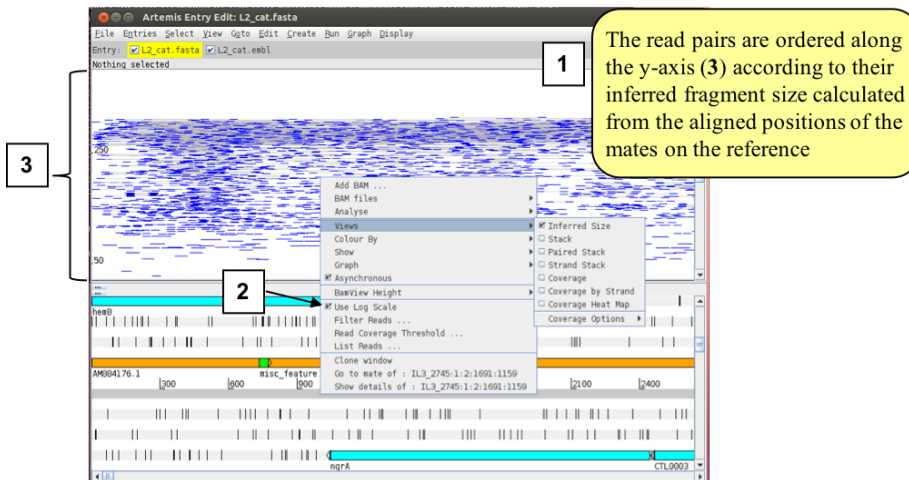 Artemis Entry Edit: L2_cat.fasta
File Entries Select View Goto Edit Create Run Graph Display
Entry: L2_cat.fasta L2_cat.embl
Nothing selected
1
The read pairs are ordered along
the y-axis (3) according to their
inferred fragment size calculated
from the aligned positions of the
mates on the reference
3
250
50
Add BAM ...
BAM files
Analyse
Views
Colour By
Show
Graph
Asynchronous
BamView Height
Use Log Scale
Filter Reads ...
Read Coverage Threshold ...
List Reads ...
Clone window
Go to mate of : IL3_2745:1:2:1691:1159
Show details of : IL3_2745:1:2:1691:1159
Inferred Size
Stack
Paired Stack
Strand Stack
Coverage
Coverage by Strand
Coverage Heat Map
Coverage Options
2
hemB
AM884176.1 misc_feature
300 600 900 2100 2400
nqrA CTL0003